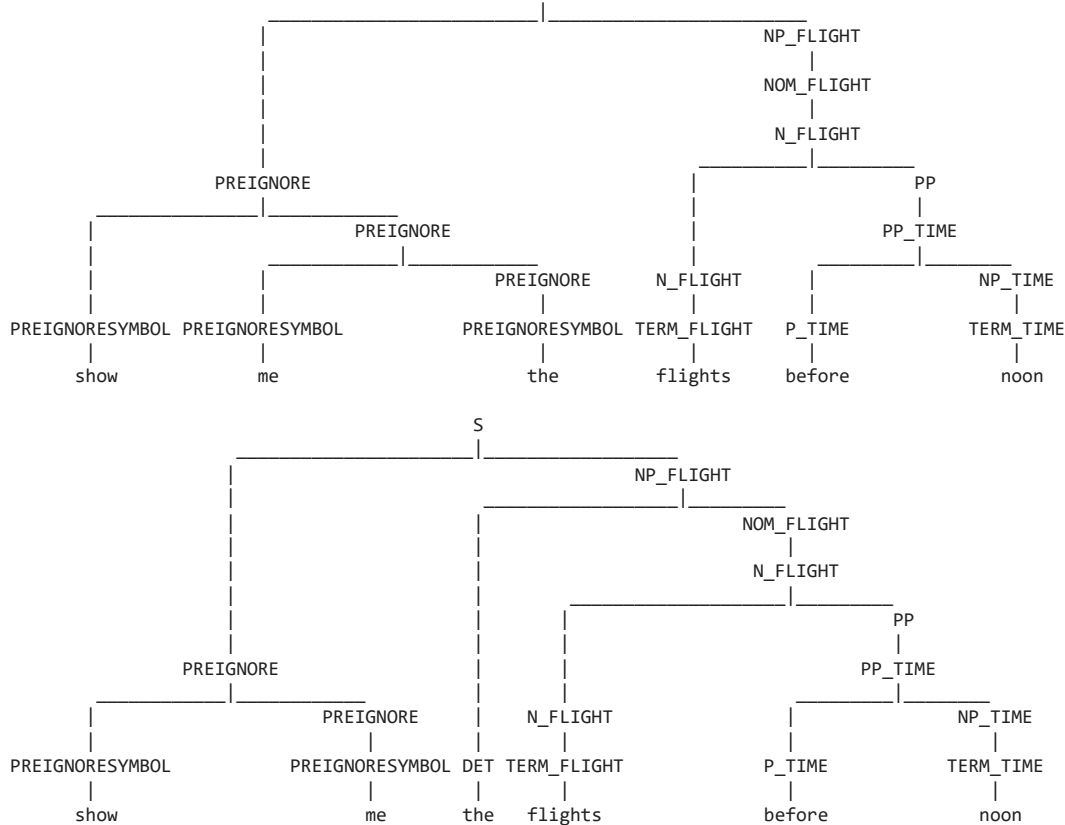 NP_FLIGHT
NOM_FLIGHT
N_FLIGHT
PREIGNORE PP
PREIGNORE PP_TIME
PREIGNORE N_FLIGHT NP_TIME
PREIGNORESYMBOL PREIGNORESYMBOL PREIGNORESYMBOL TERM_FLIGHT P_TIME TERM_TIME
show me the flights before noon
S
NP_FLIGHT
NOM_FLIGHT
N_FLIGHT
PP
PREIGNORE PP_TIME
PREIGNORE N_FLIGHT NP_TIME
PREIGNORESYMBOL PREIGNORESYMBOL DET TERM_FLIGHT P_TIME TERM_TIME
show me the flights before noon